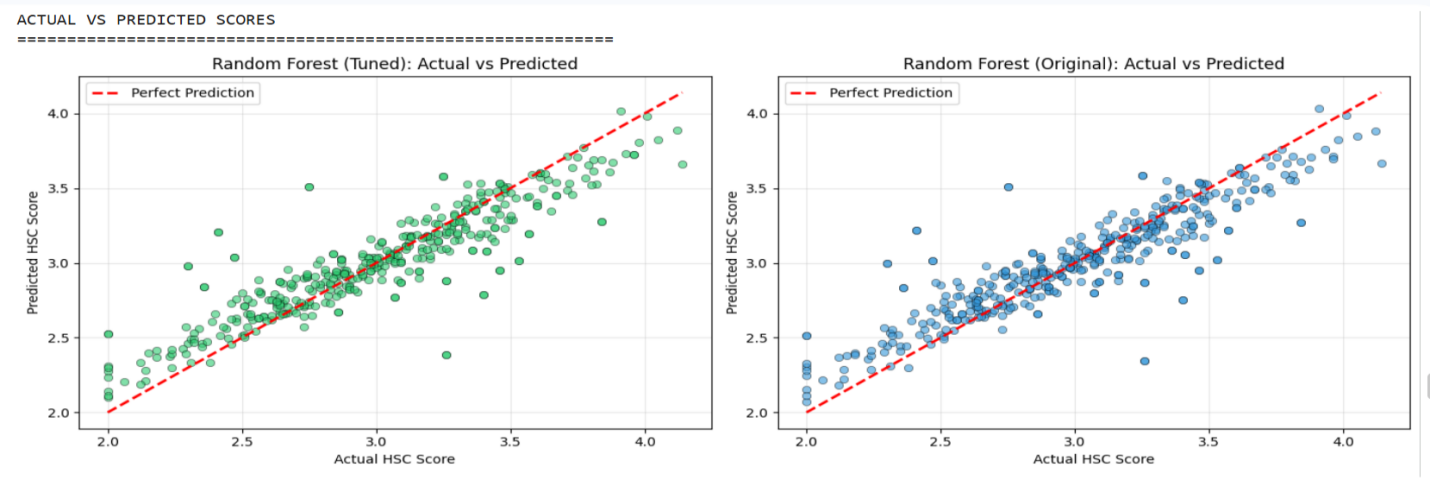 ACTUAL VS PREDICTED SCORES
============================================================
Random Forest (Tuned): Actual vs Predicted
Perfect Prediction
4.0
3.5
3.0
2.5
2.0
Predicted HSC Score
2.0 2.5 3.0 3.5 4.0
Actual HSC Score
Random Forest (Original): Actual vs Predicted
Perfect Prediction
4.0
3.5
3.0
2.5
2.0
Predicted HSC Score
2.0 2.5 3.0 3.5 4.0
Actual HSC Score